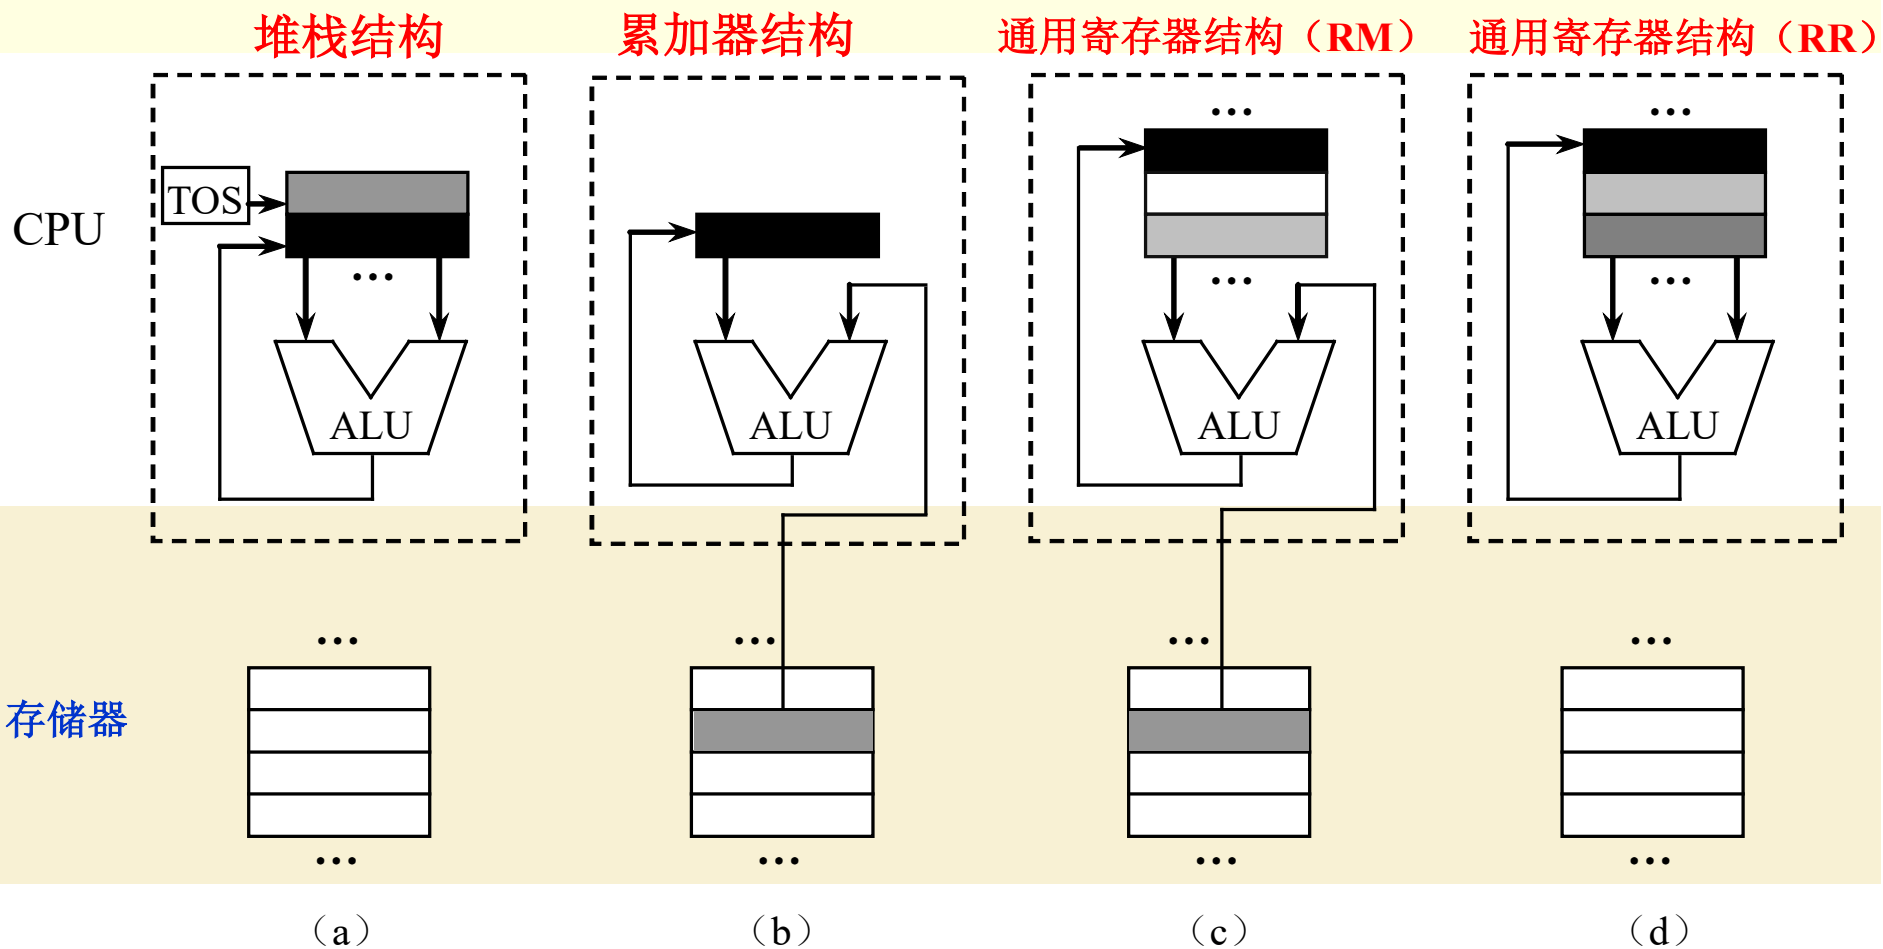 堆栈结构
累加器结构
通用寄存器结构（RM）
通用寄存器结构（RR）
CPU
TOS
...
...
...
...
...
...
ALU
ALU
ALU
ALU
存储器
...
...
...
...
...
...
...
...
（a）
（b）
（c）
（d）